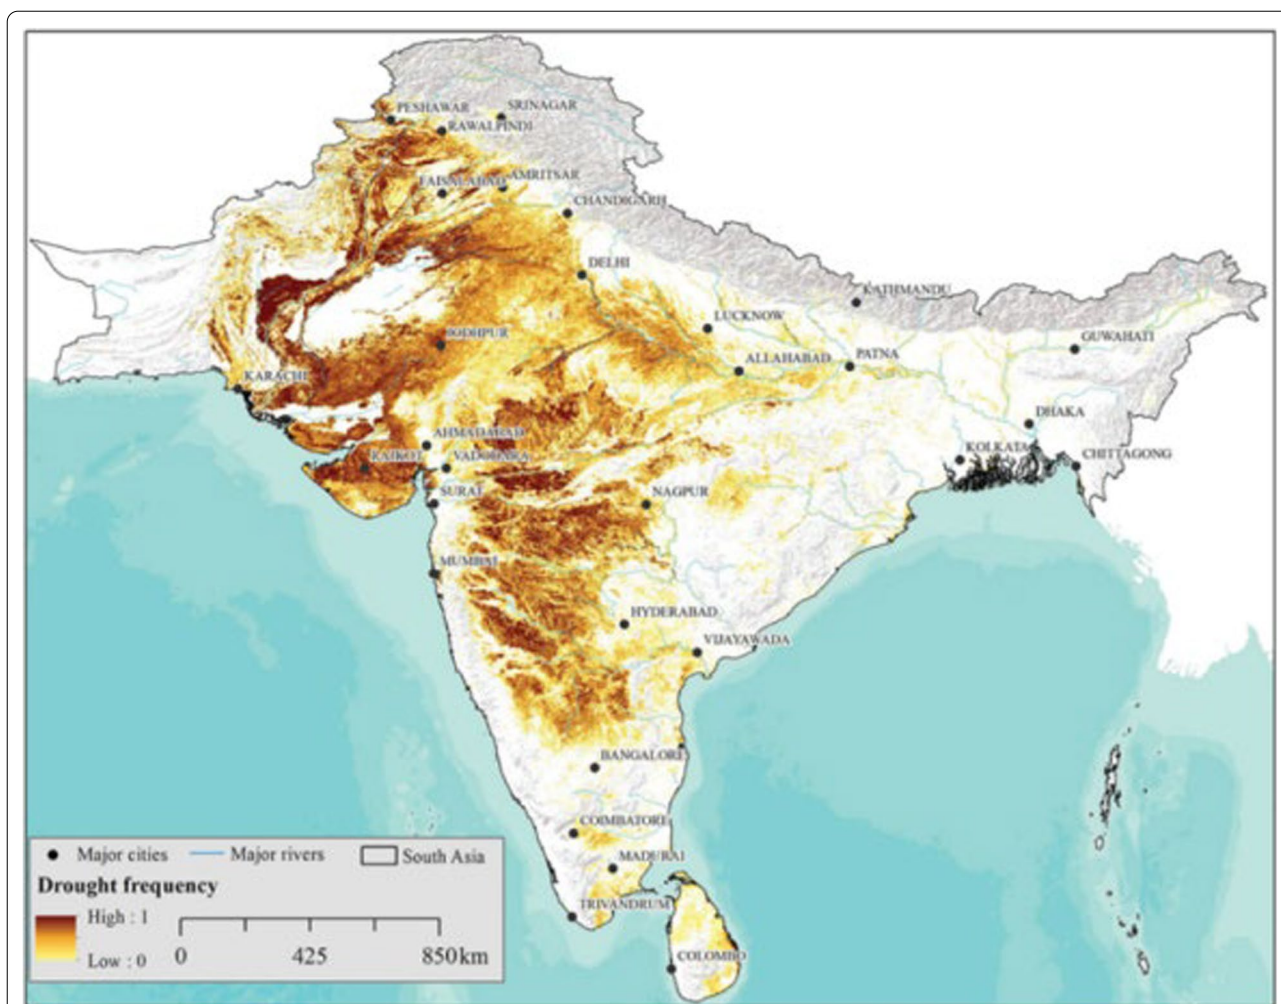 PESHAWAR
SRINAGAR
RAWALPINDI
FAISALABAD
AMRITSAR
CHANDIGARH
DELHI
KATHMANDU
LUCKNOW
JODHPUR
GUWAHATI
ALLAHABAD
PATNA
KARACHI
DHAKA
AHMADABAD
KOLKATA
RAJKOT
VADODARA
CHITTAGONG
SURAT
NAGPUR
MUMBAI
HYDERABAD
VIJAYAWADA
BANGALORE
COIMBATORE
MADURAI
TRIVANDRUM
COLOMBO
Major cities Major rivers South Asia
Drought frequency
High : 1
Low : 0
0 425 850km